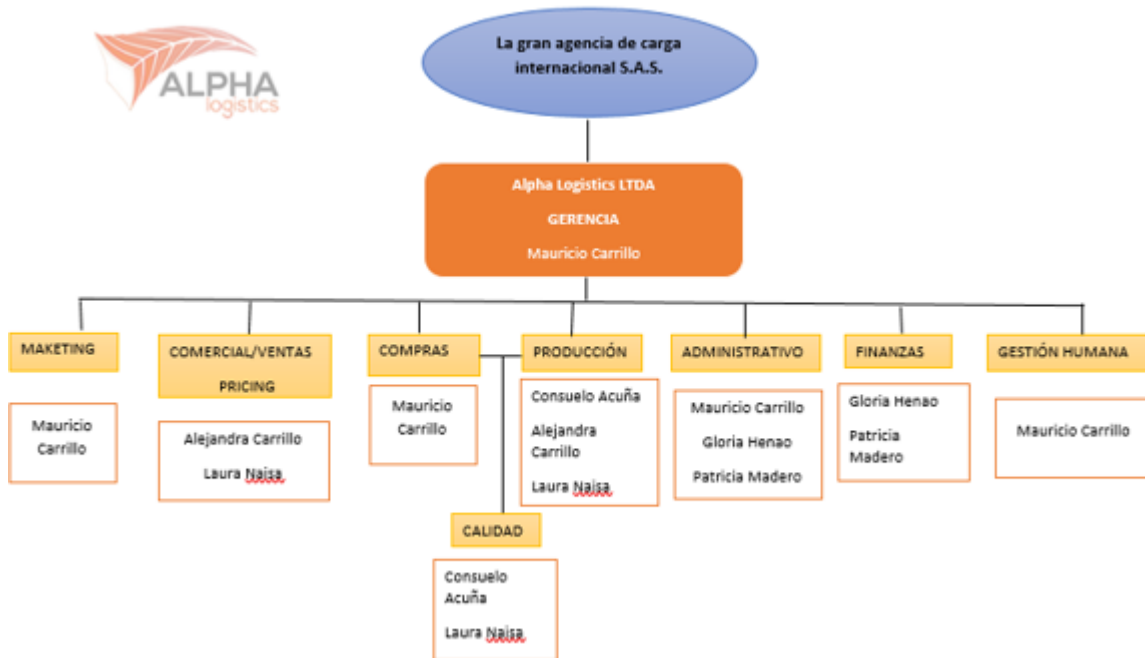 ALPHA
logistics
La gran agencia de carga
internacional S.A.S.
Alpha Logistics LTDA
GERENCIA
Mauricio Carrillo
MAKETING
Mauricio
Carrillo
COMERCIAL/VENTAS
PRICING
Alejandra Carrillo
Laura Naisa
COMPRAS
Mauricio
Carrillo
PRODUCCIÓN
Consuelo Acuña
Alejandra
Carrillo
Laura Naisa
ADMINISTRATIVO
Mauricio Carrillo
Gloria Henao
Patricia Madero
FINANZAS
Gloria Henao
Patricia
Madero
GESTIÓN HUMANA
Mauricio Carrillo
CALIDAD
Consuelo
Acuña
Laura Naisa